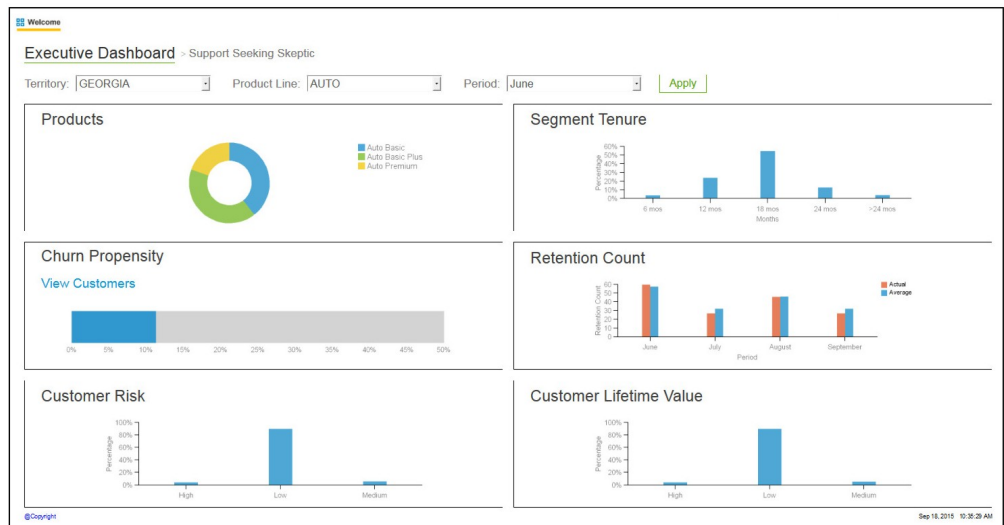 Welcome
Executive Dashboard > Support Seeking Skeptic
Territory: GEORGIA Product Line: AUTO Period: June Apply
Products
Auto Basic
Auto Basic Plus
Auto Premium
Segment Tenure
60%
50%
40%
30%
20%
10%
0%
Percentage
6 mos 12 mos 18 mos 24 mos >24 mos
Months
Churn Propensity
View Customers
0% 5% 10% 15% 20% 25% 30% 35% 40% 45% 50%
Retention Count
60
50
40
30
20
10
0
Retention Count
June July August September
Period
Actual
Average
Customer Risk
100%
80%
60%
40%
20%
0%
Percentage
High Low Medium
Customer Lifetime Value
100%
80%
60%
40%
20%
0%
Percentage
High Low Medium
@Copyright
Sep 18, 2015 10:35:29 AM